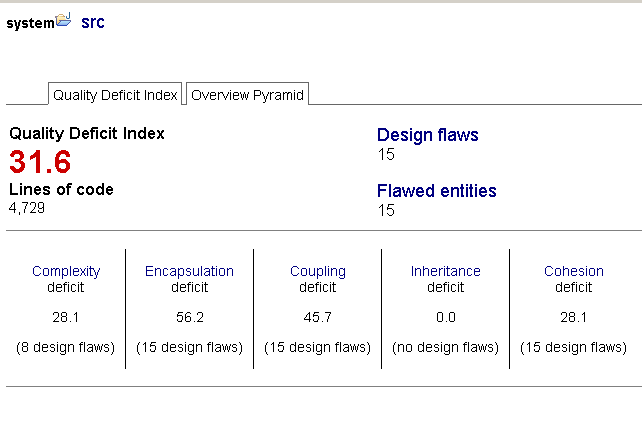 system src
Quality Deficit Index Overview Pyramid
Quality Deficit Index
31.6
Lines of code
4,729
Design flaws
15
Flawed entities
15
Complexity
deficit
28.1
(8 design flaws)
Encapsulation
deficit
56.2
(15 design flaws)
Coupling
deficit
45.7
(15 design flaws)
Inheritance
deficit
0.0
(no design flaws)
Cohesion
deficit
28.1
(15 design flaws)